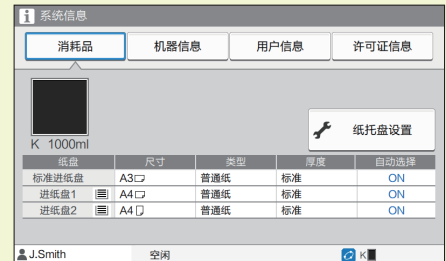 系统信息
消耗品 机器信息 用户信息 许可证信息
K 1000ml
纸托盘设置
纸盘 尺寸 类型 厚度 自动选择
标准进纸盘 A3 普通纸 标准 ON
进纸盘1 A4 普通纸 标准 ON
进纸盘2 A4 普通纸 标准 ON
J.Smith 空闲 K